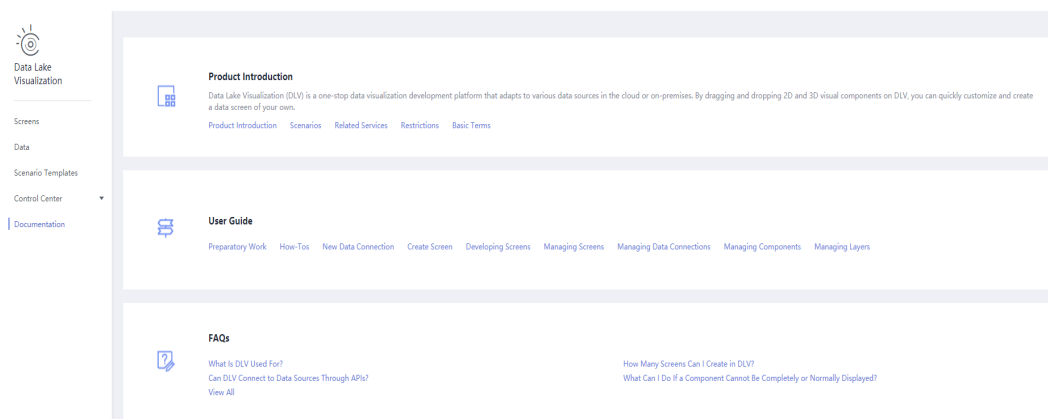 Data Lake
Visualization
Screens
Data
Scenario Templates
Control Center
Documentation
Product Introduction
Data Lake Visualization (DLV) is a one-stop data visualization development platform that adapts to various data sources in the cloud or on-premises. By dragging and dropping 2D and 3D visual components on DLV, you can quickly customize and create
a data screen of your own.
Product Introduction Scenarios Related Services Restrictions Basic Terms
User Guide
Preparatory Work How-Tos New Data Connection Create Screen Developing Screens Managing Screens Managing Data Connections Managing Components Managing Layers
FAQs
What Is DLV Used For? How Many Screens Can I Create in DLV?
Can DLV Connect to Data Sources Through APIs? What Can I Do If a Component Cannot Be Completely or Normally Displayed?
View All